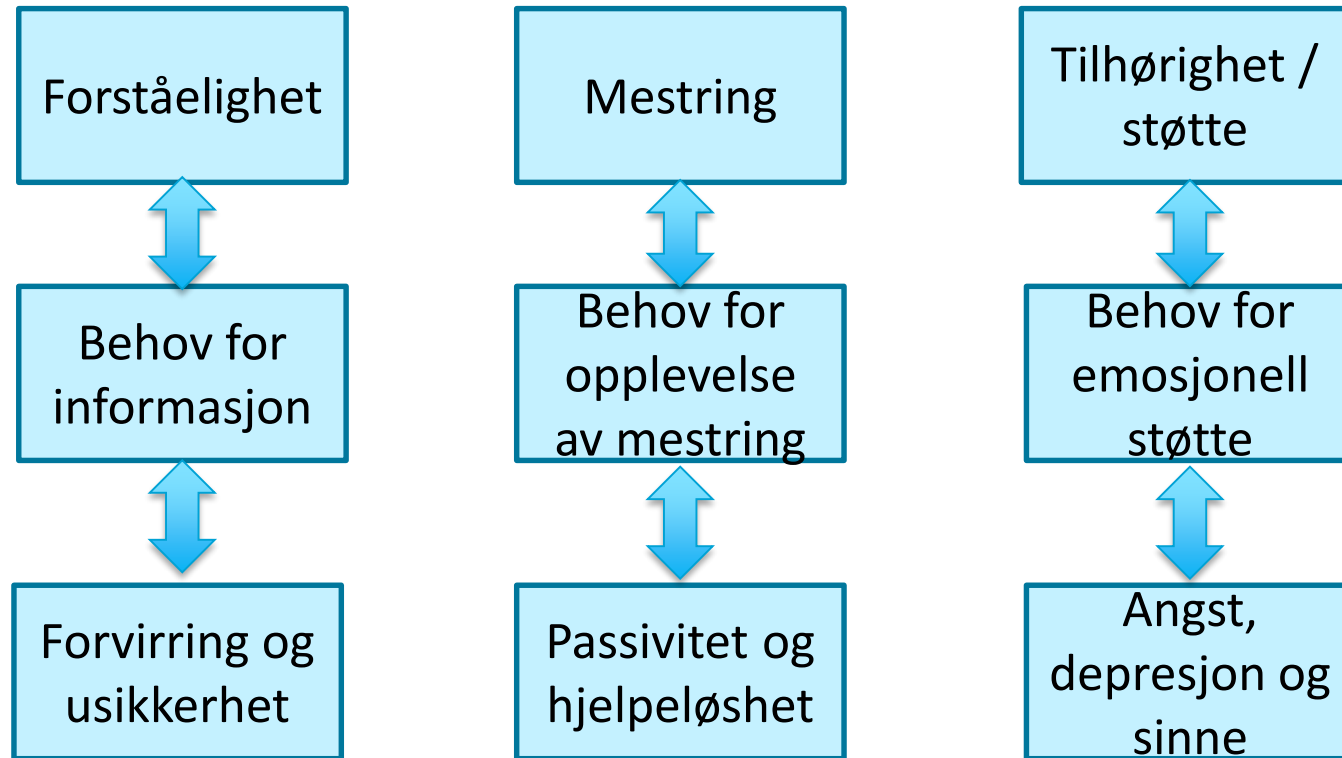 Forståelighet
Mestring
Tilhørighet /
støtte
Behov for
informasjon
Behov for
opplevelse
av mestring
Behov for
emosjonell
støtte
Forvirring og
usikkerhet
Passivitet og
hjelpeløshet
Angst,
depresjon og
sinne